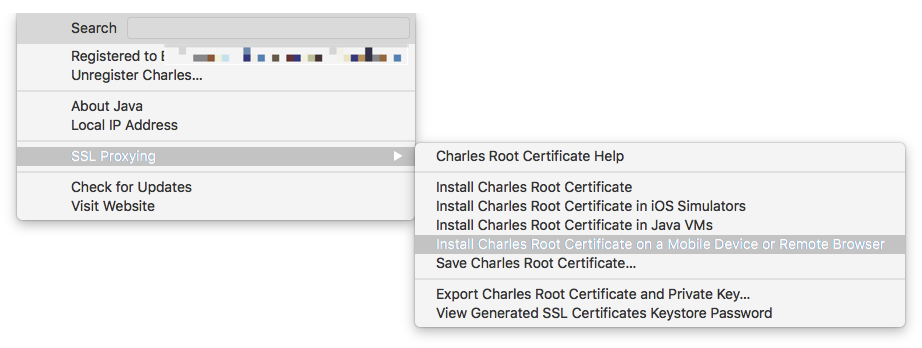 Search
Registered to
Unregister Charles...
About Java
Local IP Address
SSL Proxying
Check for Updates
Visit Website
Charles Root Certificate Help
Install Charles Root Certificate
Install Charles Root Certificate in iOS Simulators
Install Charles Root Certificate in Java VMs
Install Charles Root Certificate on a Mobile Device or Remote Browser
Save Charles Root Certificate...
Export Charles Root Certificate and Private Key...
View Generated SSL Certificates Keystore Password